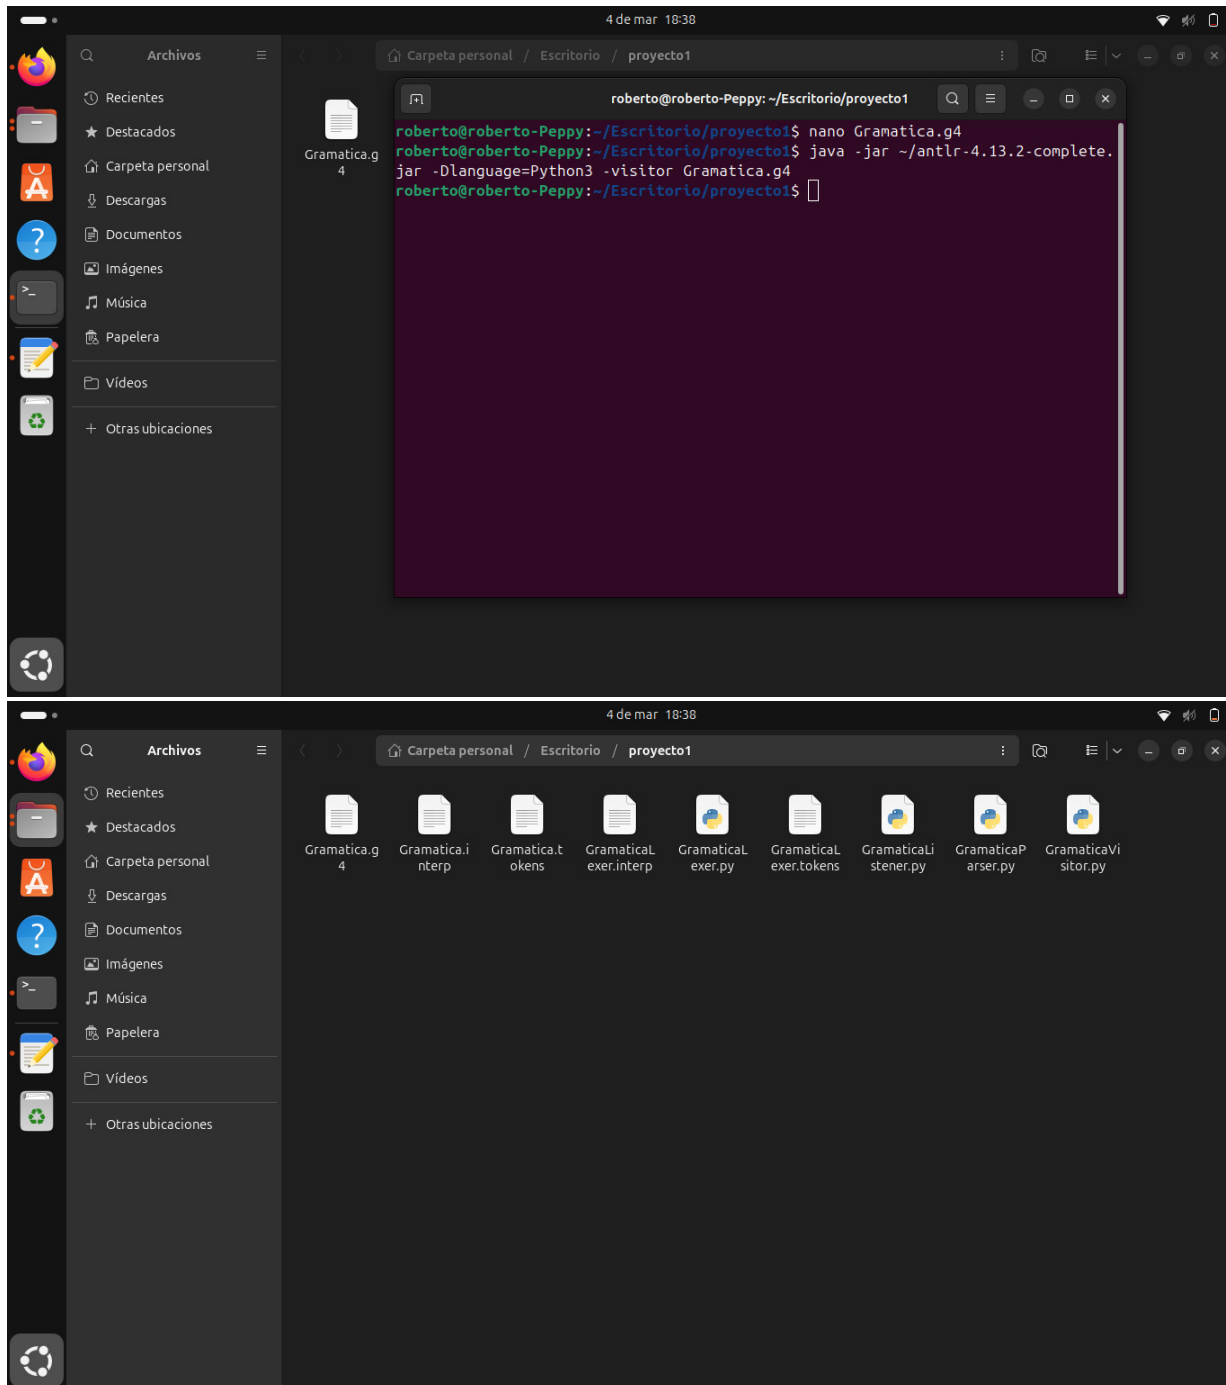 4 de mar 18:38
Archivos
Carpeta personal / Escritorio / proyecto1
Recientes
Destacados
Carpeta personal
Descargas
Documentos
Imágenes
Música
Papelera
Vídeos
+ Otras ubicaciones
Gramatica.g
4
roberto@roberto-Peppy: ~/Escritorio/proyecto1
roberto@roberto-Peppy:~/Escritorio/proyecto1$ nano Gramatica.g4
roberto@roberto-Peppy:~/Escritorio/proyecto1$ java -jar ~/antlr-4.13.2-complete.
jar -Dlanguage=Python3 -visitor Gramatica.g4
roberto@roberto-Peppy:~/Escritorio/proyecto1$
4 de mar 18:38
Archivos
Carpeta personal / Escritorio / proyecto1
Recientes
Destacados
Carpeta personal
Descargas
Documentos
Imágenes
Música
Papelera
Vídeos
+ Otras ubicaciones
Gramatica.g
4
Gramatica.i
nterp
Gramatica.t
okens
GramaticaL
exer.interp
GramaticaL
exer.py
GramaticaL
exer.tokens
GramaticaLi
stener.py
GramaticaP
arser.py
GramaticaVi
sitor.py